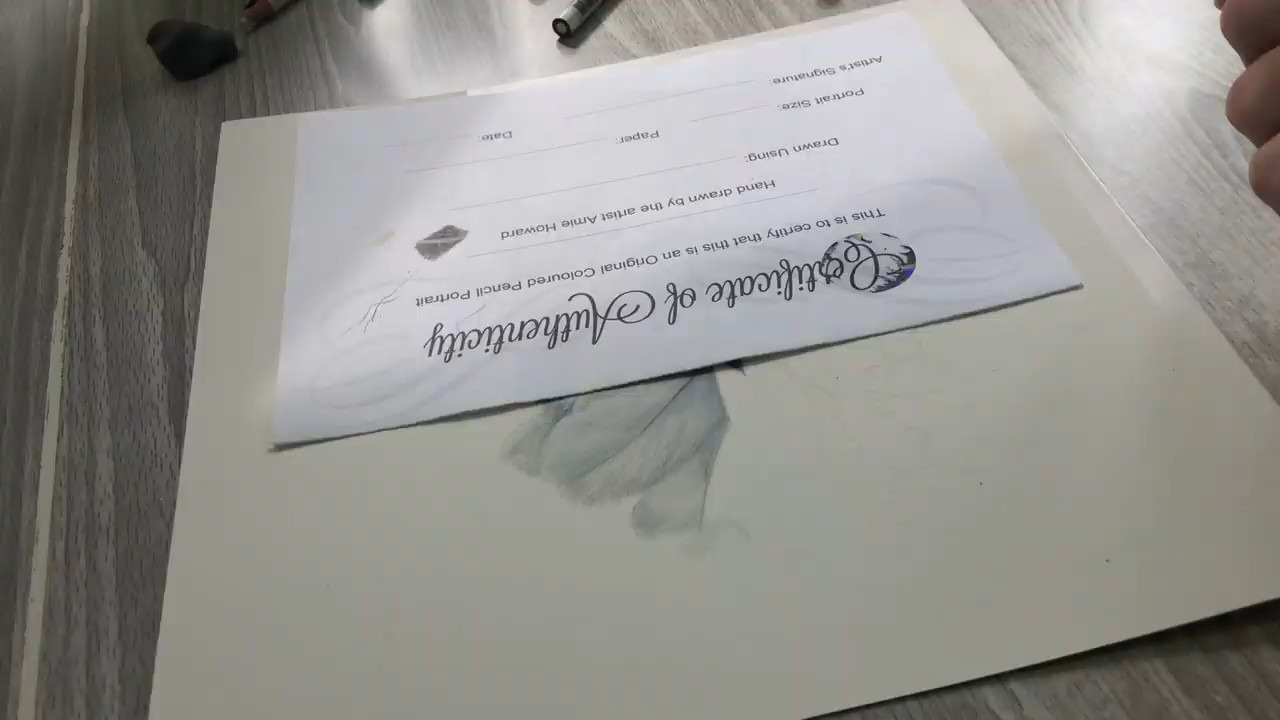 Certificate of Authenticity
This is to certify that this is an Original Coloured Pencil Portrait
Hand drawn by the artist Amie Howard
Drawn Using:
Paper:
Date:
Portrait Size:
Artist's Signature: